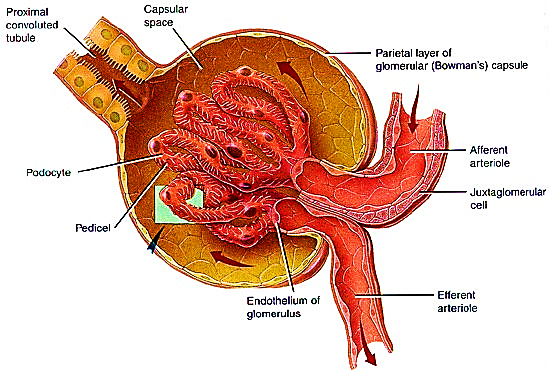 Proximal
convoluted
tubule
Capsular
space
Parietal layer of
glomerular (Bowman's) capsule
Afferent
arteriole
Juxtaglomerular
cell
Podocyte
Pedicel
Endothelium of
glomerulus
Efferent
arteriole